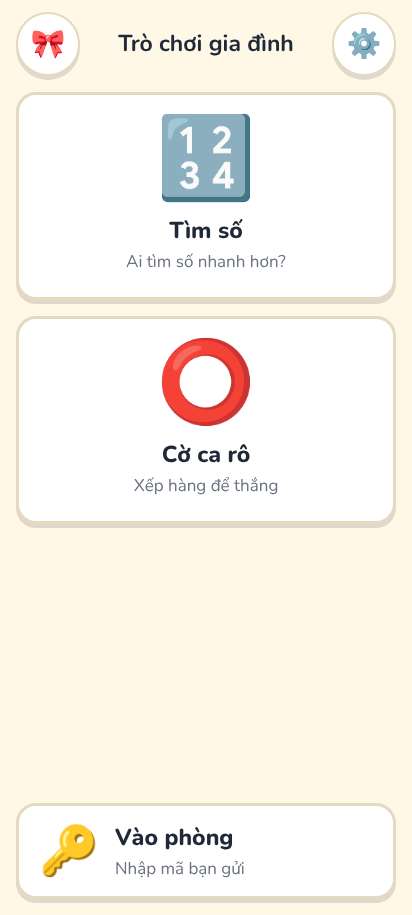 Trò chơi gia đình
1 2
3 4
Tìm số
Ai tìm số nhanh hơn?
Cờ ca rô
Xếp hàng để thắng
Vào phòng
Nhập mã bạn gửi